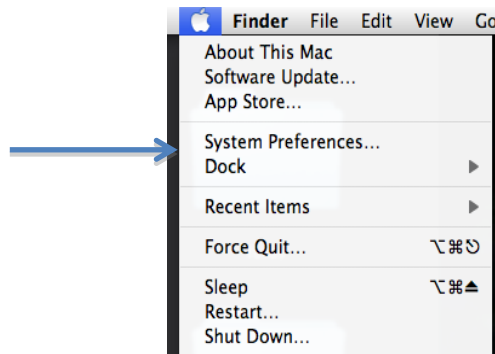 Finder File Edit View Go
About This Mac
Software Update...
App Store...
System Preferences...
Dock
Recent Items
Force Quit... ⌥⌘⎋
Sleep ⌥⌘⏏
Restart...
Shut Down...